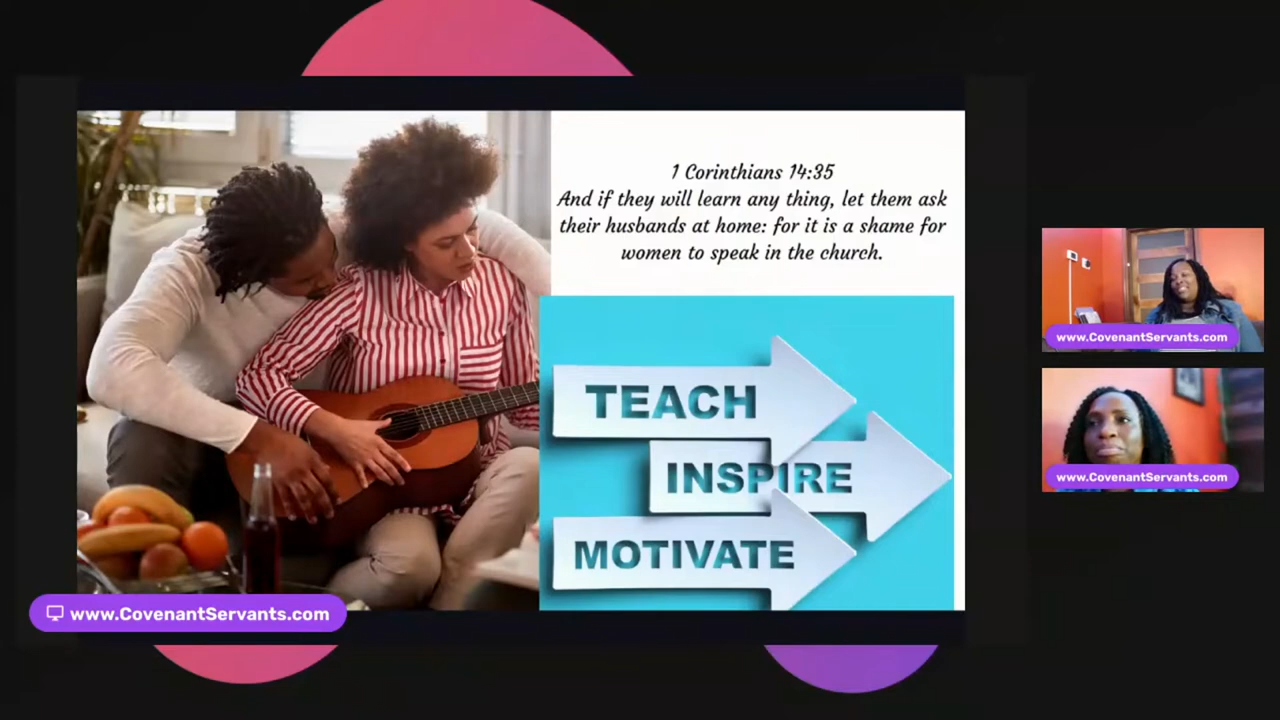 1 Corinthians 14:35
And if they will learn any thing, let them ask
their husbands at home: for it is a shame for
women to speak in the church.
TEACH
INSPIRE
MOTIVATE
www.CovenantServants.com
www.CovenantServants.com
www.CovenantServants.com